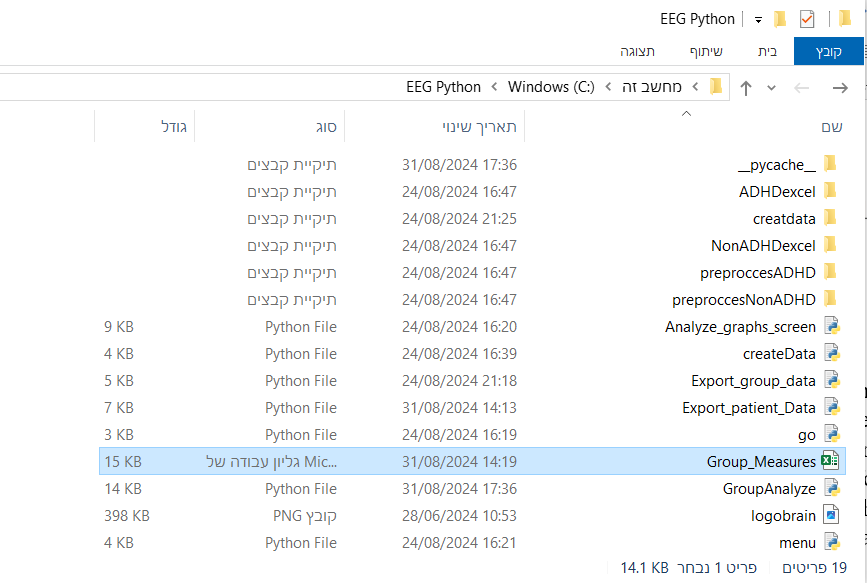 EEG Python
קובץ בית שיתוף תצוגה
מחשב זה < Windows (C:) < EEG Python
שם תאריך שינוי סוג גודל
__pycache__ 31/08/2024 17:36 תיקיית קבצים
ADHDexcel 24/08/2024 16:47 תיקיית קבצים
creatdata 24/08/2024 21:25 תיקיית קבצים
NonADHDexcel 24/08/2024 16:47 תיקיית קבצים
preproccesADHD 24/08/2024 16:47 תיקיית קבצים
preproccesNonADHD 24/08/2024 16:47 תיקיית קבצים
Analyze_graphs_screen 24/08/2024 16:20 Python File 9 KB
createData 24/08/2024 16:39 Python File 4 KB
Export_group_data 24/08/2024 21:18 Python File 5 KB
Export_patient_Data 31/08/2024 14:13 Python File 7 KB
go 24/08/2024 16:19 Python File 3 KB
Group_Measures 31/08/2024 14:19 גליון עבודה של Mic... 15 KB
GroupAnalyze 31/08/2024 17:36 Python File 14 KB
logobrain 28/06/2024 10:53 קובץ PNG 398 KB
menu 24/08/2024 16:21 Python File 4 KB
19 פריטים פריט 1 נבחר 14.1 KB